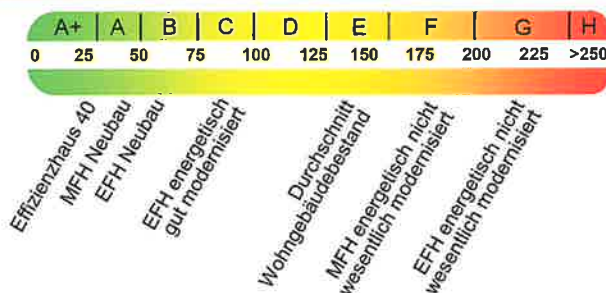 A+ A B C D E F G H
0 25 50 75 100 125 150 175 200 225 >250
Effizienzhaus 40
MFH Neubau
EFH Neubau
EFH energetisch
gut modernisiert
Durchschnitt
Wohngebäudebestand
MFH energetisch nicht
wesentlich modernisiert
EFH energetisch nicht
wesentlich modernisiert